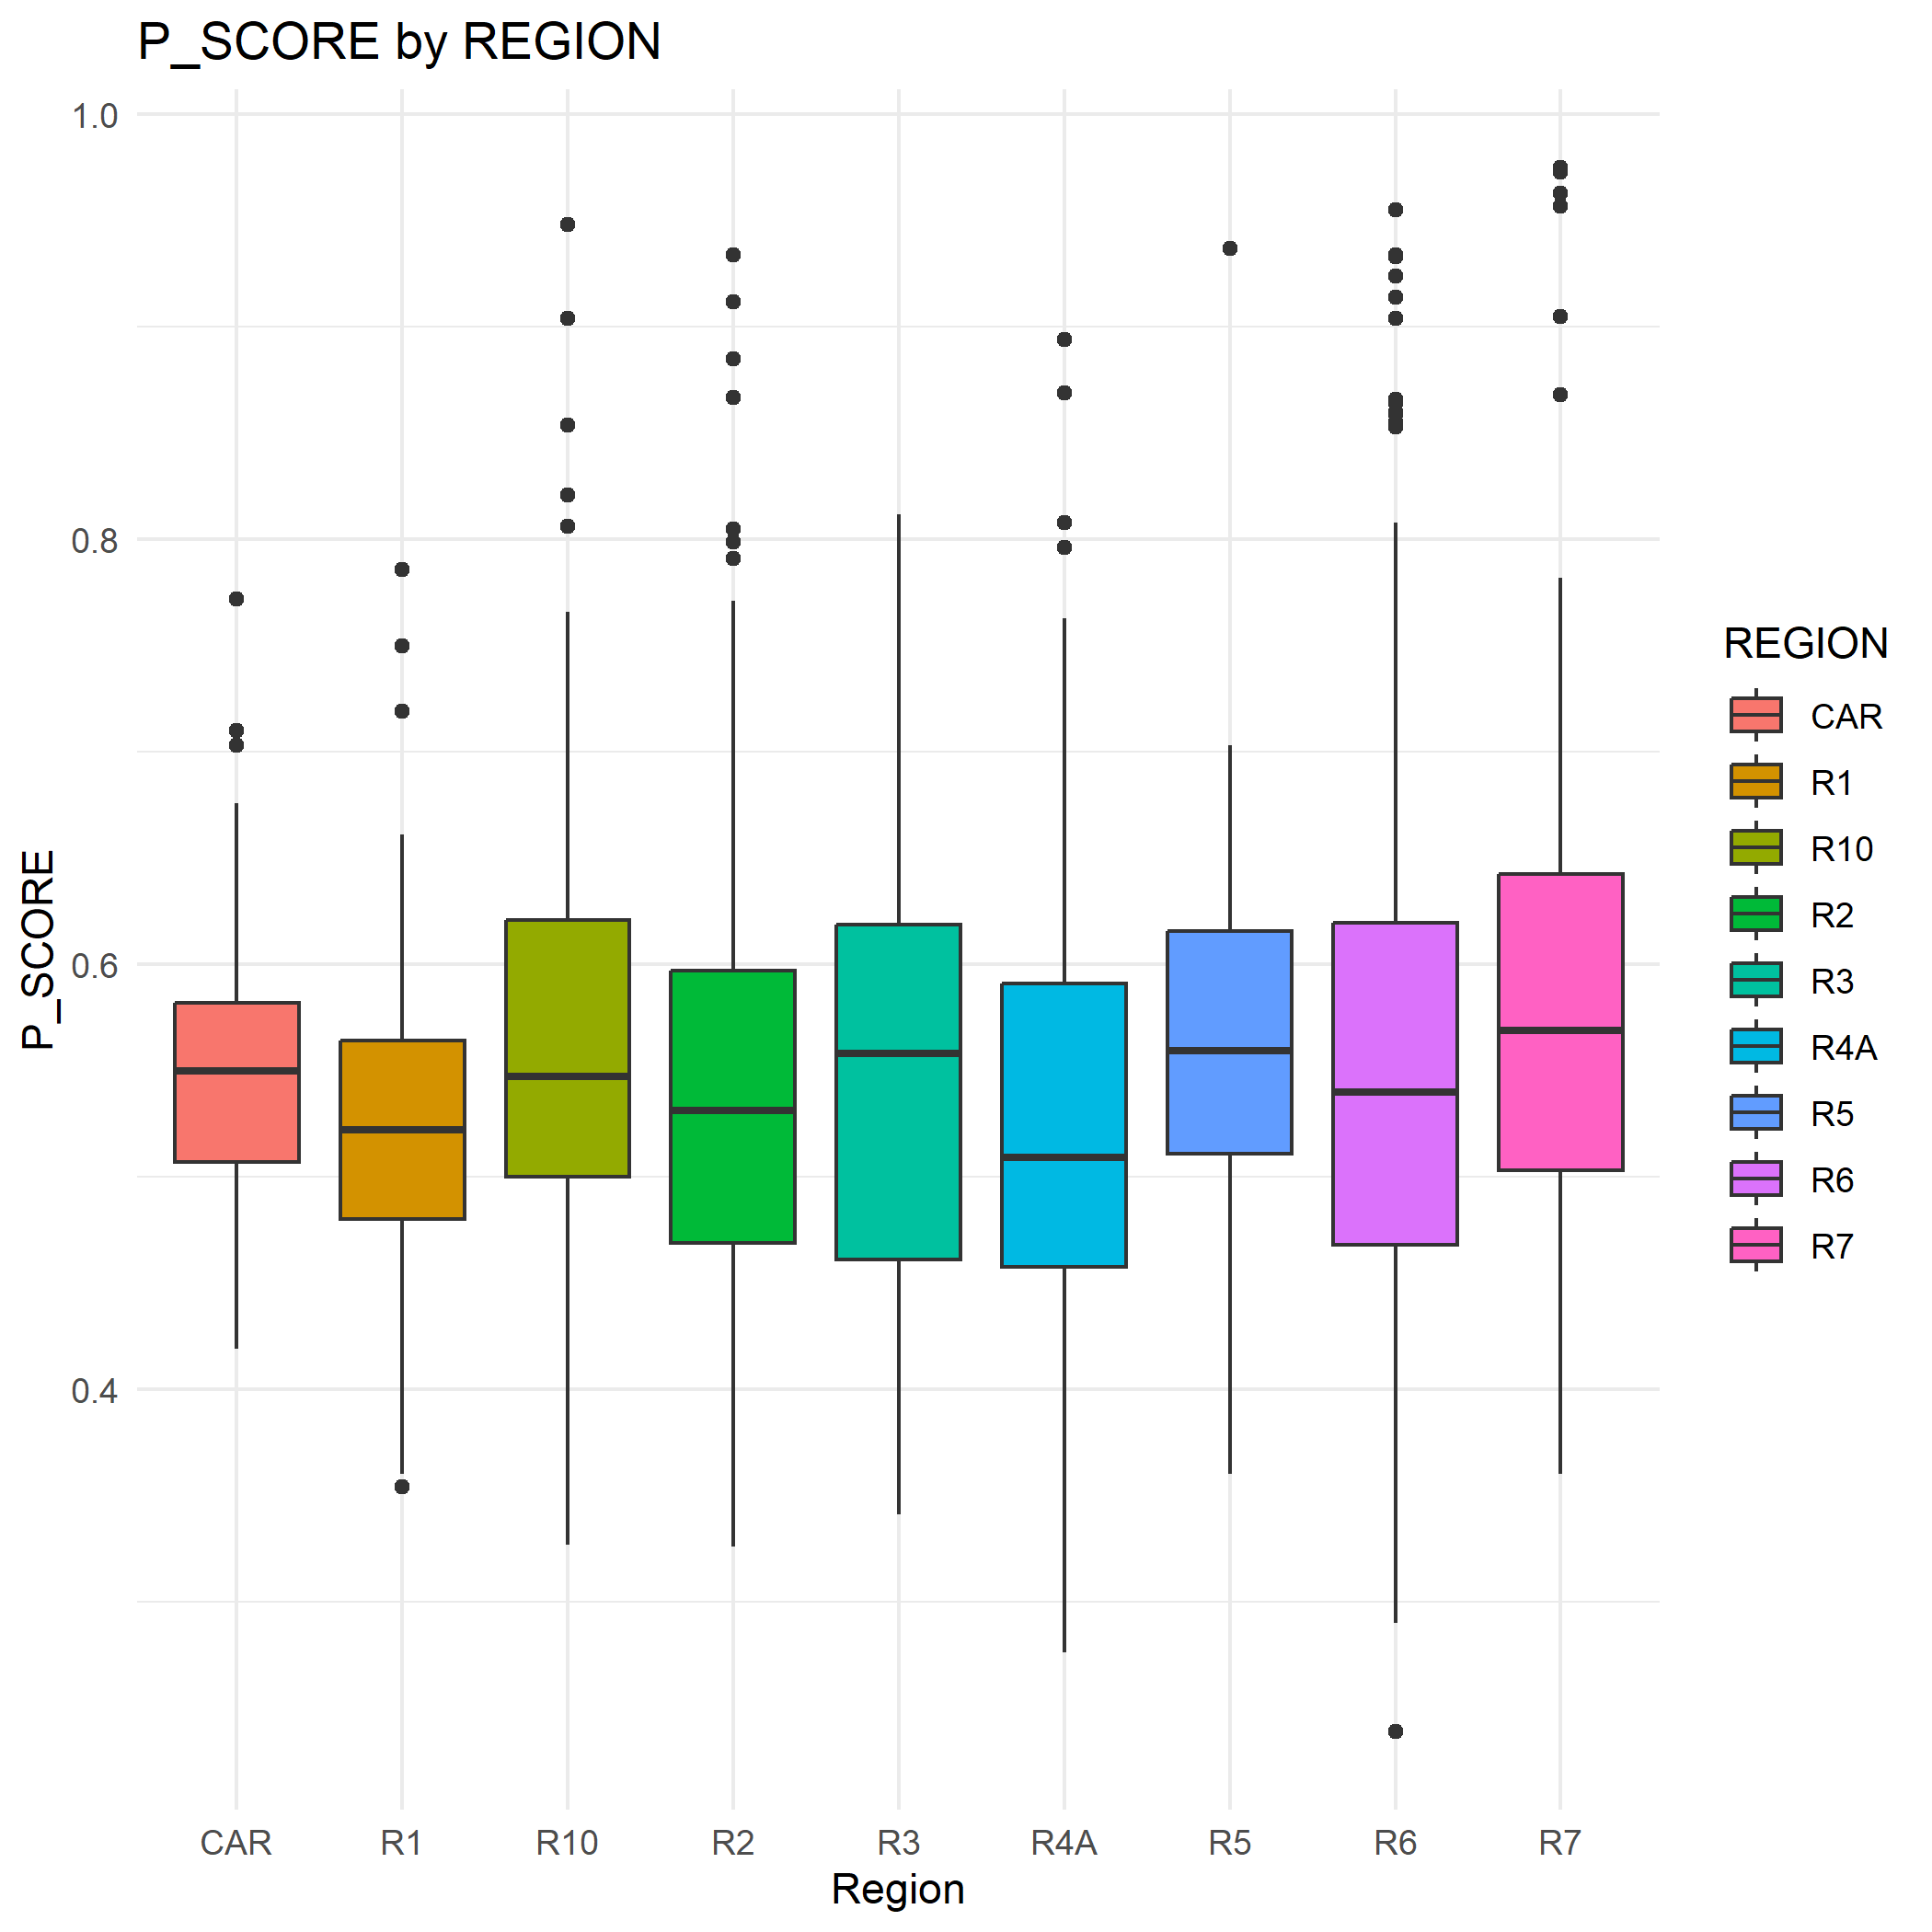 P_SCORE by REGION
1.0
0.8
0.6
0.4
P_SCORE
CAR R1 R10 R2 R3 R4A R5 R6 R7
Region
REGION
CAR
R1
R10
R2
R3
R4A
R5
R6
R7